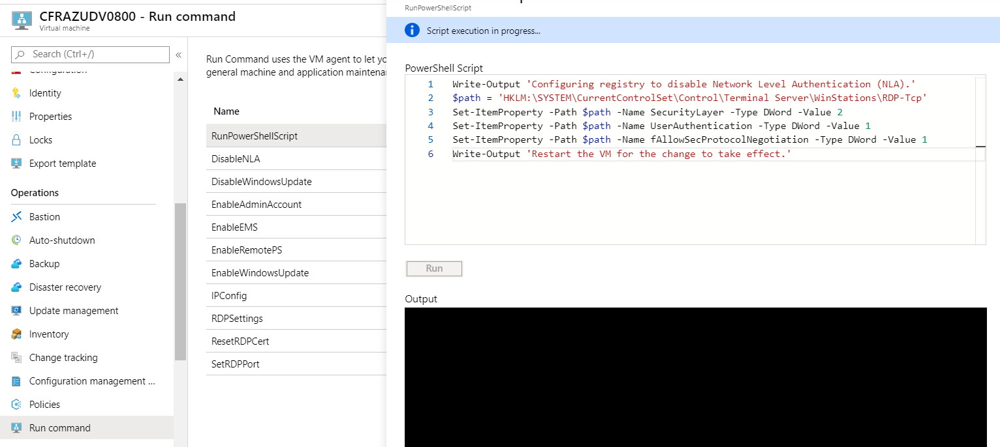 CFRAZUDV0800 - Run command
Virtual machine
Search (Ctrl+/)
«
Configuration
Identity
Properties
Locks
Export template
Operations
Bastion
Auto-shutdown
Backup
Disaster recovery
Update management
Inventory
Change tracking
Configuration management ...
Policies
Run command
Run Command uses the VM agent to let yo
general machine and application maintena
Name
RunPowerShellScript
DisableNLA
DisableWindowsUpdate
EnableAdminAccount
EnableEMS
EnableRemotePS
EnableWindowsUpdate
IPConfig
RDPSettings
ResetRDPCert
SetRDPPort
RunPowerShellScript
Script execution in progress...
PowerShell Script
1 Write-Output 'Configuring registry to disable Network Level Authentication (NLA).'
2 $path = 'HKLM:\SYSTEM\CurrentControlSet\Control\Terminal Server\WinStations\RDP-Tcp'
3 Set-ItemProperty -Path $path -Name SecurityLayer -Type DWord -Value 2
4 Set-ItemProperty -Path $path -Name UserAuthentication -Type DWord -Value 1
5 Set-ItemProperty -Path $path -Name fAllowSecProtocolNegotiation -Type DWord -Value 1
6 Write-Output 'Restart the VM for the change to take effect.'
Run
Output